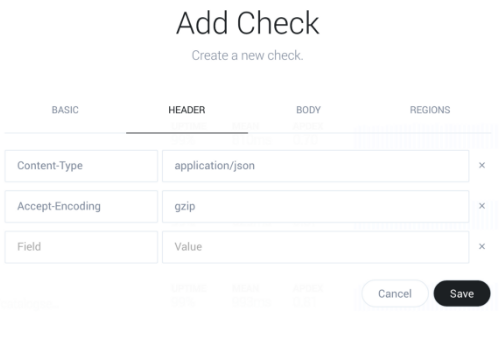 Add Check
Create a new check.
BASIC HEADER BODY REGIONS
Content-Type application/json ×
Accept-Encoding gzip ×
Field Value ×
Cancel Save